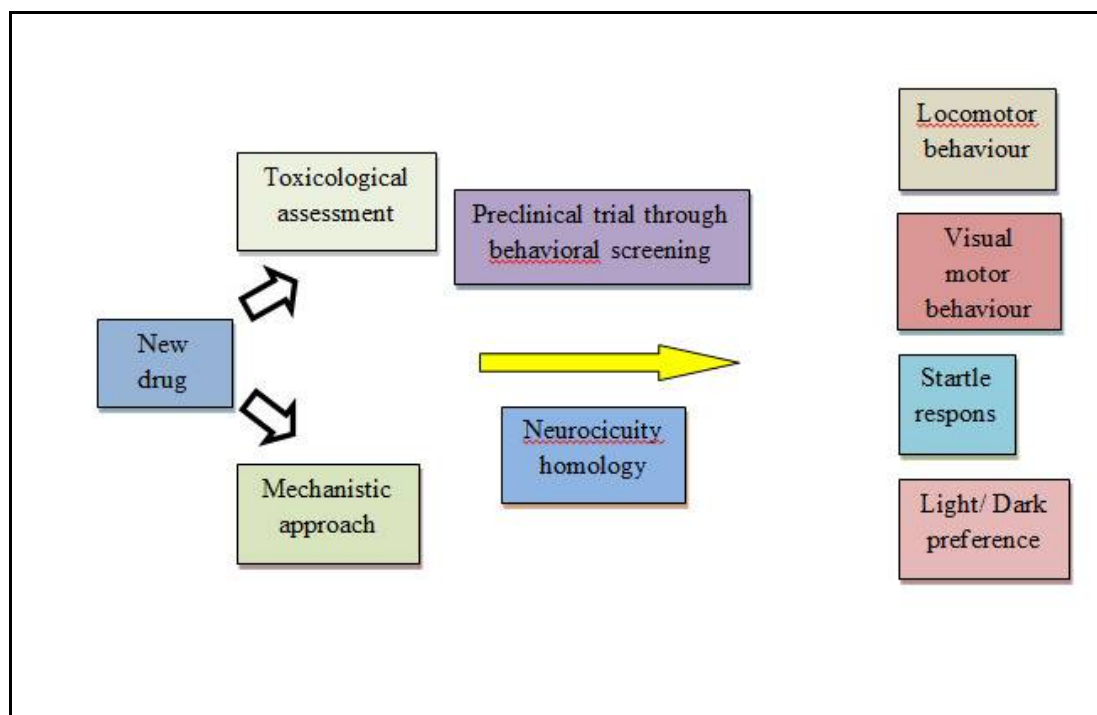 New
drug
Toxicological
assessment
Mechanistic
approach
Preclinical trial through
behavioral screening
Neurocicuity
homology
Locomotor
behaviour
Visual
motor
behaviour
Startle
respons
Light/ Dark
preference